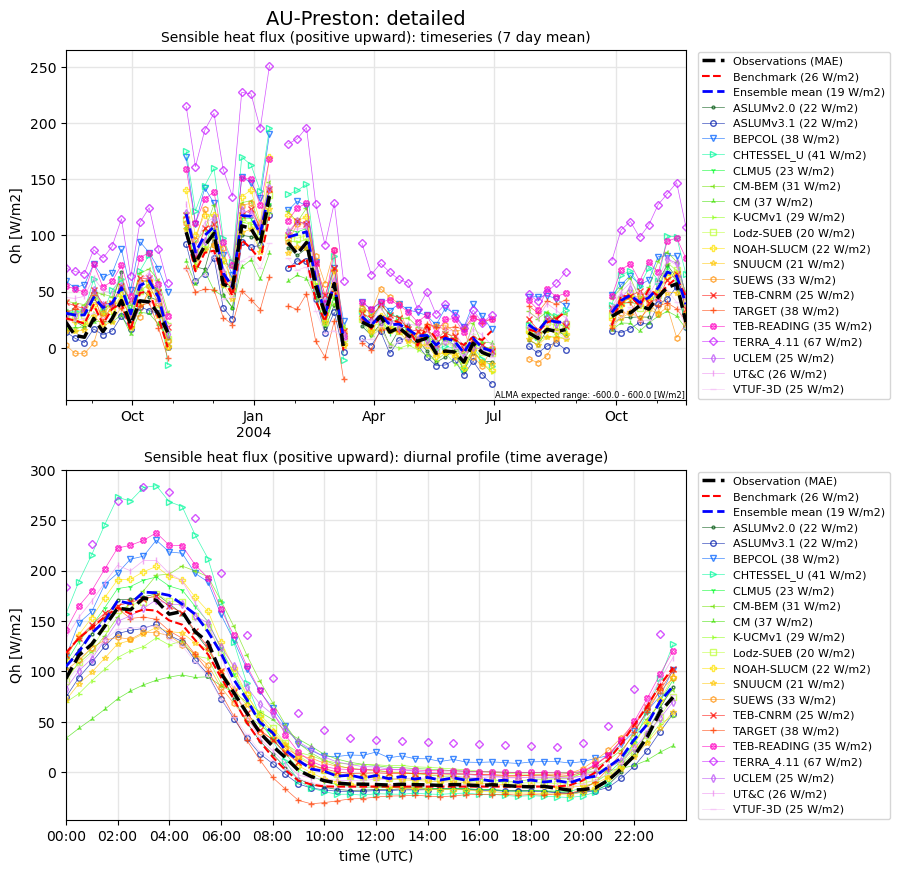 AU-Preston: detailed
Sensible heat flux (positive upward): timeseries (7 day mean)
250
200
150
100
50
0
Qh [W/m2]
ALMA expected range: -600.0 - 600.0 [W/m2]
Oct
Jan
2004
Apr
Jul
Oct
Observations (MAE)
Benchmark (26 W/m2)
Ensemble mean (19 W/m2)
ASLUMv2.0 (22 W/m2)
ASLUMv3.1 (22 W/m2)
BEPCOL (38 W/m2)
CHTESSEL_U (41 W/m2)
CLMU5 (23 W/m2)
CM-BEM (31 W/m2)
CM (37 W/m2)
K-UCMv1 (29 W/m2)
Lodz-SUEB (20 W/m2)
NOAH-SLUCM (22 W/m2)
SNUUCM (21 W/m2)
SUEWS (33 W/m2)
TEB-CNRM (25 W/m2)
TARGET (38 W/m2)
TEB-READING (35 W/m2)
TERRA_4.11 (67 W/m2)
UCLEM (25 W/m2)
UT&C (26 W/m2)
VTUF-3D (25 W/m2)
Sensible heat flux (positive upward): diurnal profile (time average)
300
250
200
150
100
50
0
Qh [W/m2]
00:00
02:00
04:00
06:00
08:00
10:00
12:00
14:00
16:00
18:00
20:00
22:00
time (UTC)
Observation (MAE)
Benchmark (26 W/m2)
Ensemble mean (19 W/m2)
ASLUMv2.0 (22 W/m2)
ASLUMv3.1 (22 W/m2)
BEPCOL (38 W/m2)
CHTESSEL_U (41 W/m2)
CLMU5 (23 W/m2)
CM-BEM (31 W/m2)
CM (37 W/m2)
K-UCMv1 (29 W/m2)
Lodz-SUEB (20 W/m2)
NOAH-SLUCM (22 W/m2)
SNUUCM (21 W/m2)
SUEWS (33 W/m2)
TEB-CNRM (25 W/m2)
TARGET (38 W/m2)
TEB-READING (35 W/m2)
TERRA_4.11 (67 W/m2)
UCLEM (25 W/m2)
UT&C (26 W/m2)
VTUF-3D (25 W/m2)